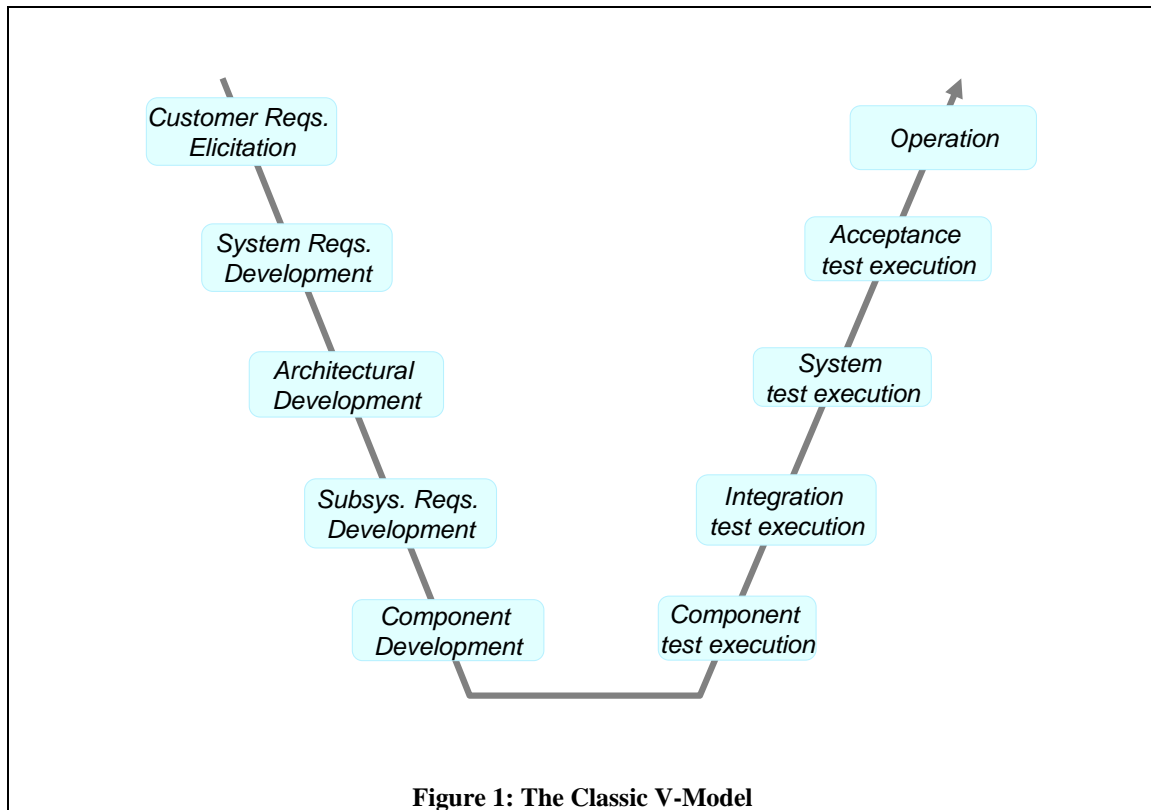 Customer Reqs.
Elicitation
System Reqs.
Development
Architectural
Development
Subsys. Reqs.
Development
Component
Development
Component
test execution
Integration
test execution
System
test execution
Acceptance
test execution
Operation
Figure 1: The Classic V-Model